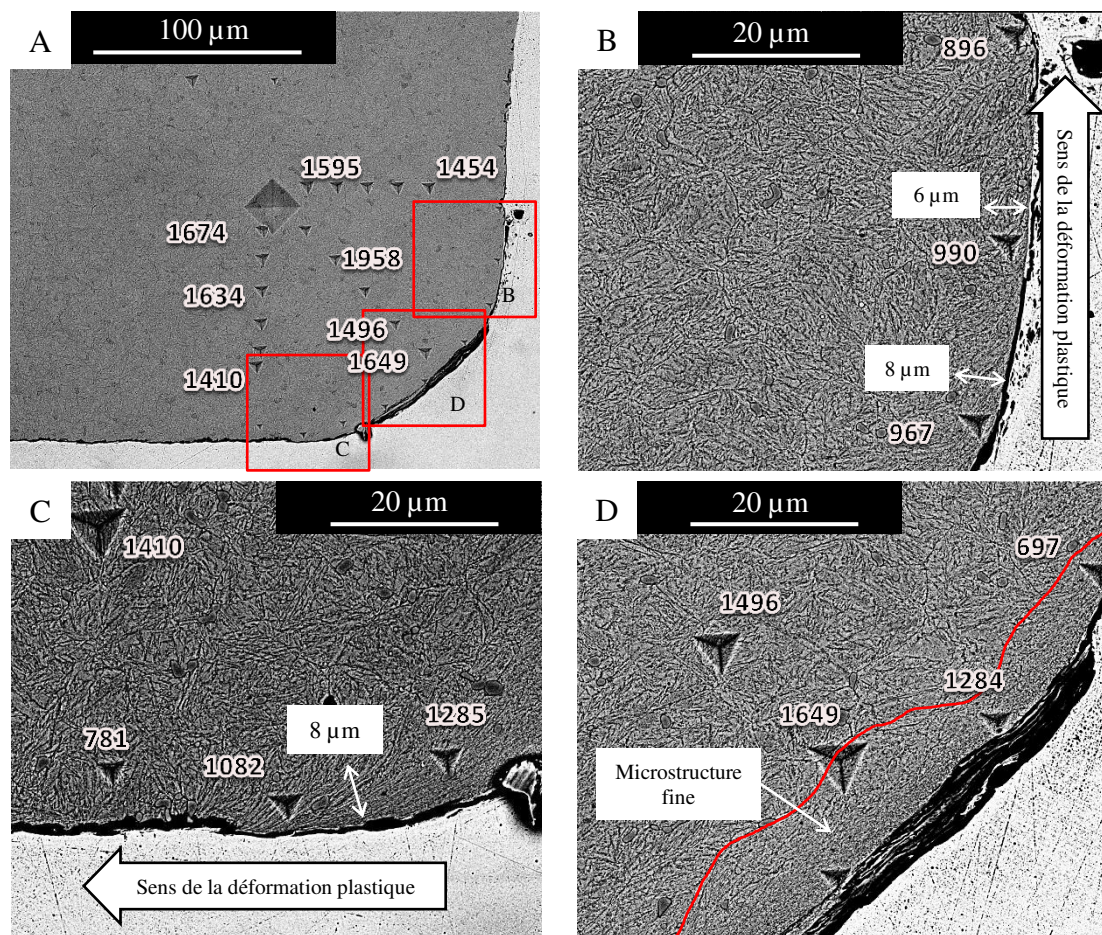 A
100 µm
1595
1454
1674
1958
1634
B
1496
1649
1410
D
C
B
20 µm
896
6 µm
990
8 µm
967
Sens de la déformation plastique
C
20 µm
1410
1285
8 µm
781
1082
Sens de la déformation plastique
D
20 µm
697
1496
1284
1649
Microstructure
fine